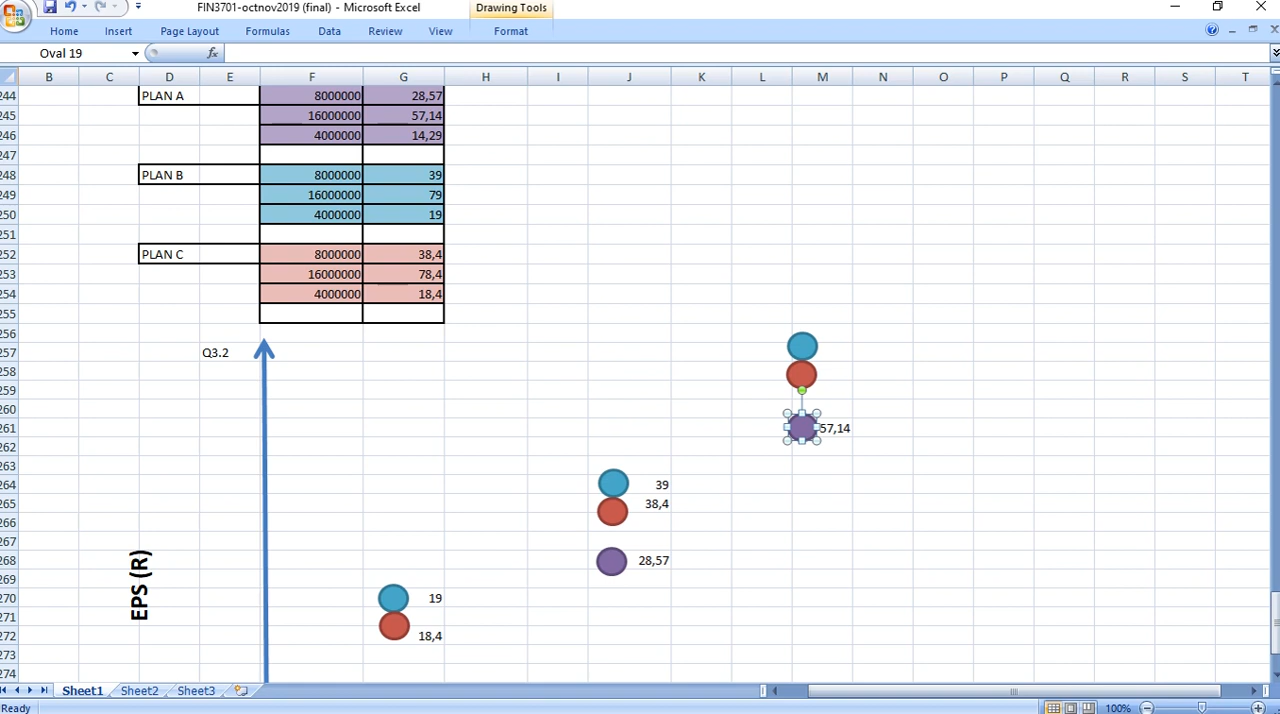 FIN3701-octnov2019 (final) - Microsoft Excel
Drawing Tools
Home Insert Page Layout Formulas Data Review View Format
Oval 19 fx
B C D E F G H I J K L M N O P Q R S T
244 PLAN A 8000000 28,57
245 16000000 57,14
246 4000000 14,29
247
248 PLAN B 8000000 39
249 16000000 79
250 4000000 19
251
252 PLAN C 8000000 38,4
253 16000000 78,4
254 4000000 18,4
255
256
257 Q3.2
258
259
260
261 57,14
262
263
264 39
265 38,4
266
267
268 28,57
269
EPS (R)
270 19
271
272 18,4
273
274
Sheet1 Sheet2 Sheet3
Ready 100%